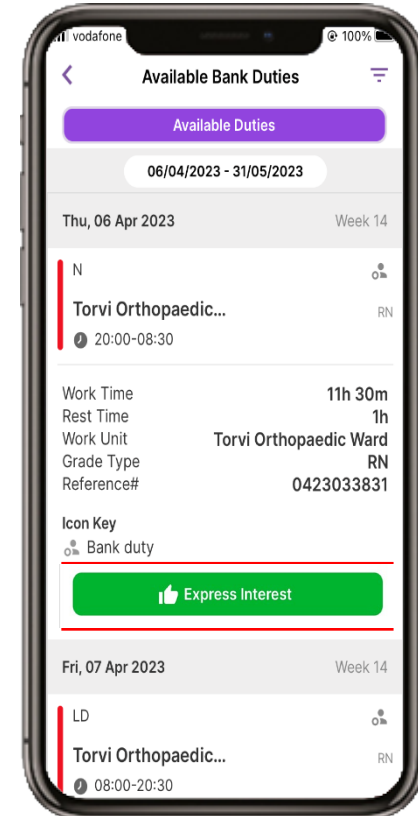 vodafone 100%
Available Bank Duties
Available Duties
06/04/2023 - 31/05/2023
Thu, 06 Apr 2023 Week 14
N
Torvi Orthopaedic... RN
20:00-08:30
Work Time 11h 30m
Rest Time 1h
Work Unit Torvi Orthopaedic Ward
Grade Type RN
Reference# 0423033831
Icon Key
Bank duty
Express Interest
Fri, 07 Apr 2023 Week 14
LD
Torvi Orthopaedic... RN
08:00-20:30